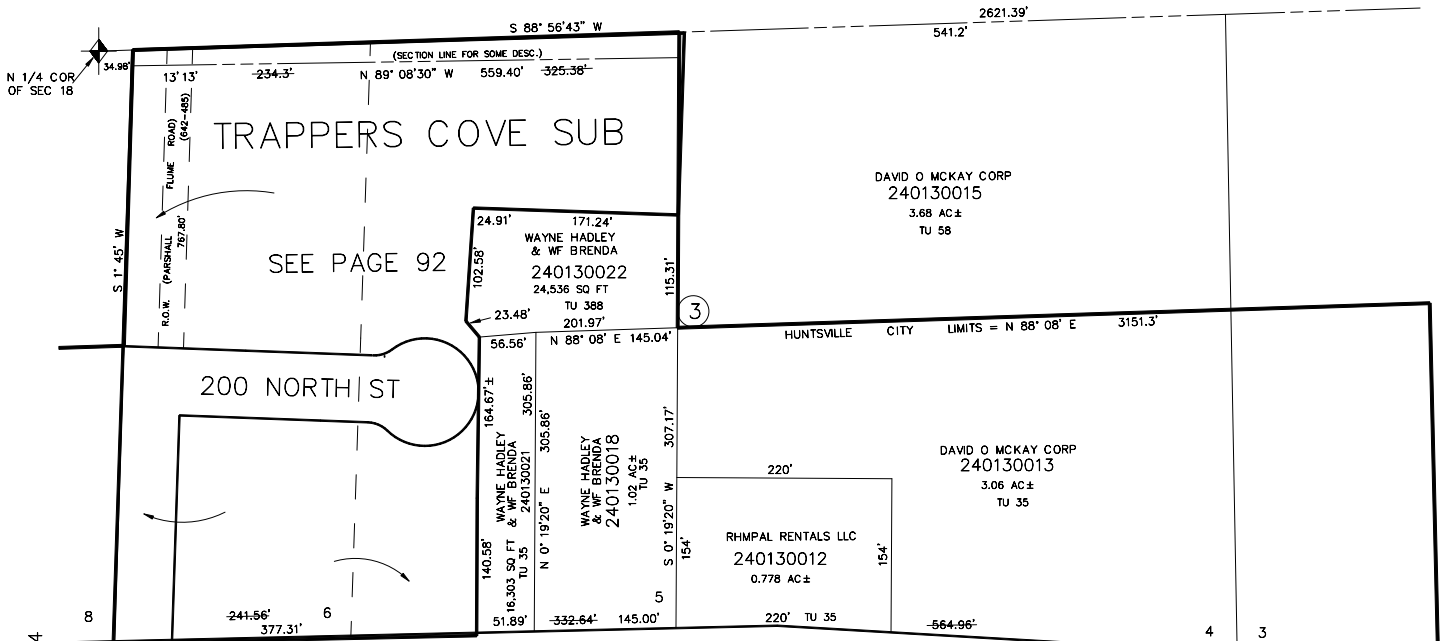 S 88° 56'43" W
2621.39'
541.2'
(SECTION LINE FOR SOME DESC.)
34.98'
N 1/4 COR
OF SEC 18
13' 13'
234.3'
N 89° 08'30" W
559.40'
325.38'
R.O.W. (PARSHALL FLUME ROAD)
(642-485)
767.80'
S 1° 45' W
TRAPPERS COVE SUB
SEE PAGE 92
DAVID O MCKAY CORP
240130015
3.68 AC±
TU 58
24.91'
171.24'
WAYNE HADLEY
& WF BRENDA
240130022
24,536 SQ FT
TU 388
102.58'
115.31'
23.48'
201.97'
3
HUNTSVILLE CITY LIMITS = N 88° 08' E 3151.3'
56.56'
N 88° 08' E 145.04'
200 NORTH ST
164.67'±
140.58'
WAYNE HADLEY
& WF BRENDA
240130021
16,303 SQ FT
TU 35
305.86'
305.86'
N 0° 19'20" E
WAYNE HADLEY
& WF BRENDA
240130018
1.02 AC±
TU 35
307.17'
S 0° 19'20" W
220'
DAVID O MCKAY CORP
240130013
3.06 AC±
TU 35
154'
RHMPAL RENTALS LLC
240130012
0.778 AC±
154'
5
8
241.56'
6
377.31'
51.89'
332.64'
145.00'
220'
TU 35
564.96'
4
3
4